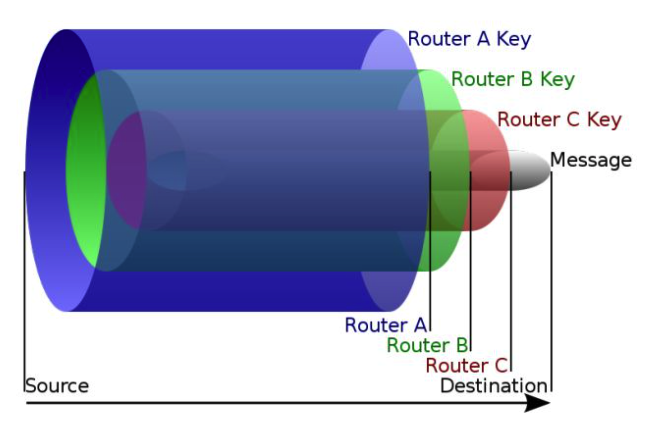 Router A Key
Router B Key
Router C Key
Message
Router A
Router B
Router C
Source
Destination